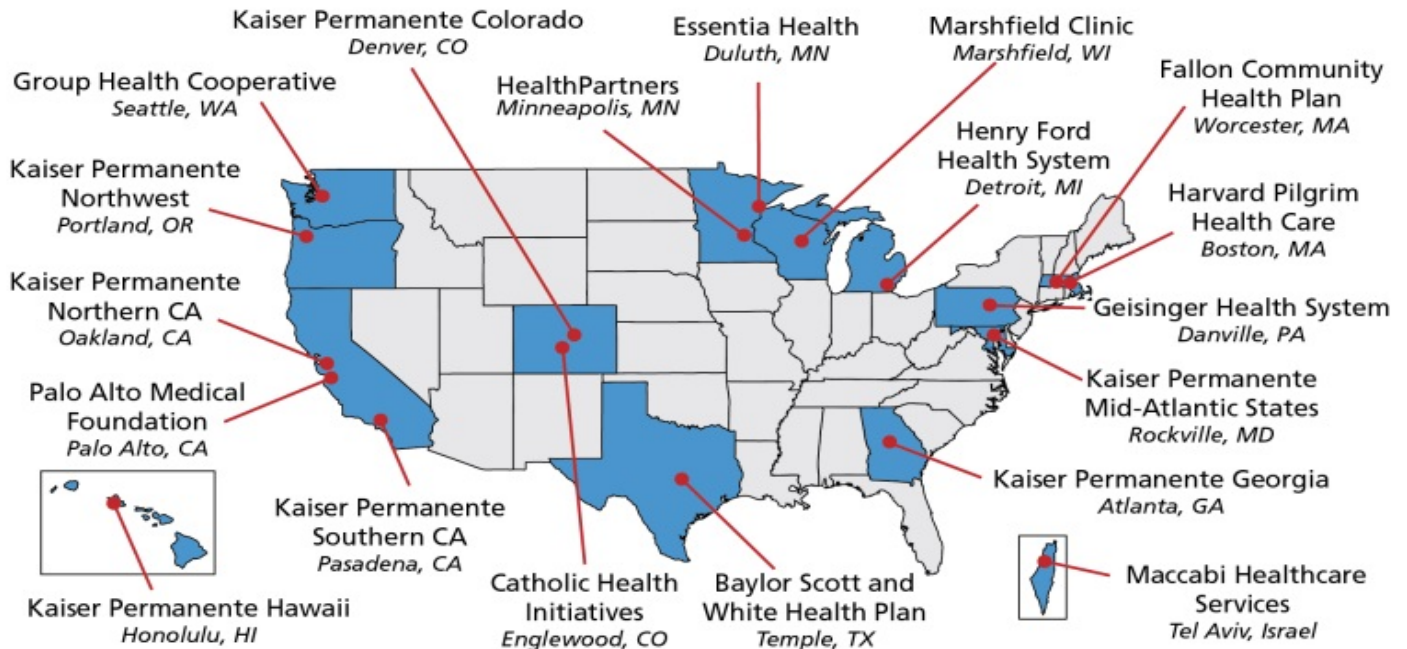 Kaiser Permanente Colorado
Denver, CO
Essentia Health
Duluth, MN
Marshfield Clinic
Marshfield, WI
Group Health Cooperative
Seattle, WA
HealthPartners
Minneapolis, MN
Fallon Community
Health Plan
Worcester, MA
Henry Ford
Health System
Detroit, MI
Kaiser Permanente
Northwest
Portland, OR
Harvard Pilgrim
Health Care
Boston, MA
Kaiser Permanente
Northern CA
Oakland, CA
Geisinger Health System
Danville, PA
Palo Alto Medical
Foundation
Palo Alto, CA
Kaiser Permanente
Mid-Atlantic States
Rockville, MD
Kaiser Permanente Georgia
Atlanta, GA
Kaiser Permanente
Southern CA
Pasadena, CA
Catholic Health
Initiatives
Englewood, CO
Baylor Scott and
White Health Plan
Temple, TX
Maccabi Healthcare
Services
Tel Aviv, Israel
Kaiser Permanente Hawaii
Honolulu, HI